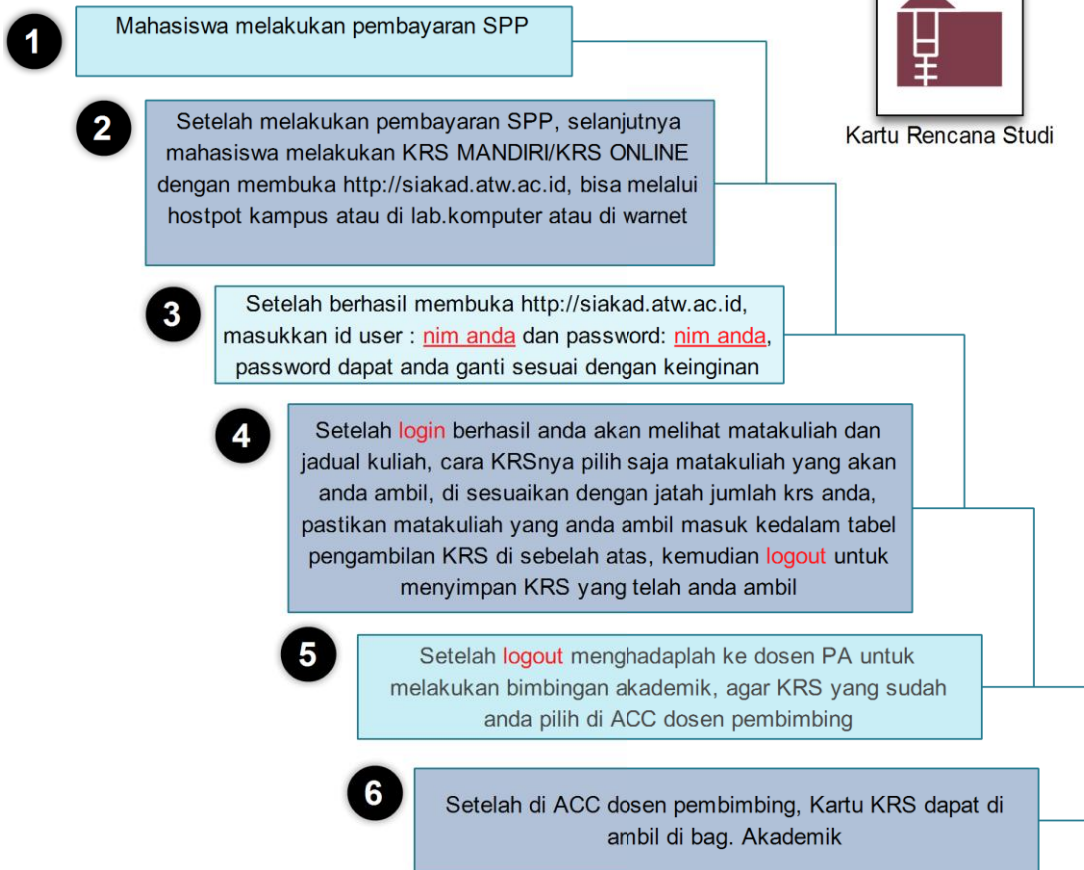 1
Mahasiswa melakukan pembayaran SPP
Kartu Rencana Studi
2
Setelah melakukan pembayaran SPP, selanjutnya
mahasiswa melakukan KRS MANDIRI/KRS ONLINE
dengan membuka http://siakad.atw.ac.id, bisa melalui
hostpot kampus atau di lab.komputer atau di warnet
3
Setelah berhasil membuka http://siakad.atw.ac.id,
masukkan id user : nim anda dan password: nim anda,
password dapat anda ganti sesuai dengan keinginan
4
Setelah login berhasil anda akan melihat matakuliah dan
jadual kuliah, cara KRSnya pilih saja matakuliah yang akan
anda ambil, di sesuaikan dengan jatah jumlah krs anda,
pastikan matakuliah yang anda ambil masuk kedalam tabel
pengambilan KRS di sebelah atas, kemudian logout untuk
menyimpan KRS yang telah anda ambil
5
Setelah logout menghadaplah ke dosen PA untuk
melakukan bimbingan akademik, agar KRS yang sudah
anda pilih di ACC dosen pembimbing
6
Setelah di ACC dosen pembimbing, Kartu KRS dapat di
ambil di bag. Akademik